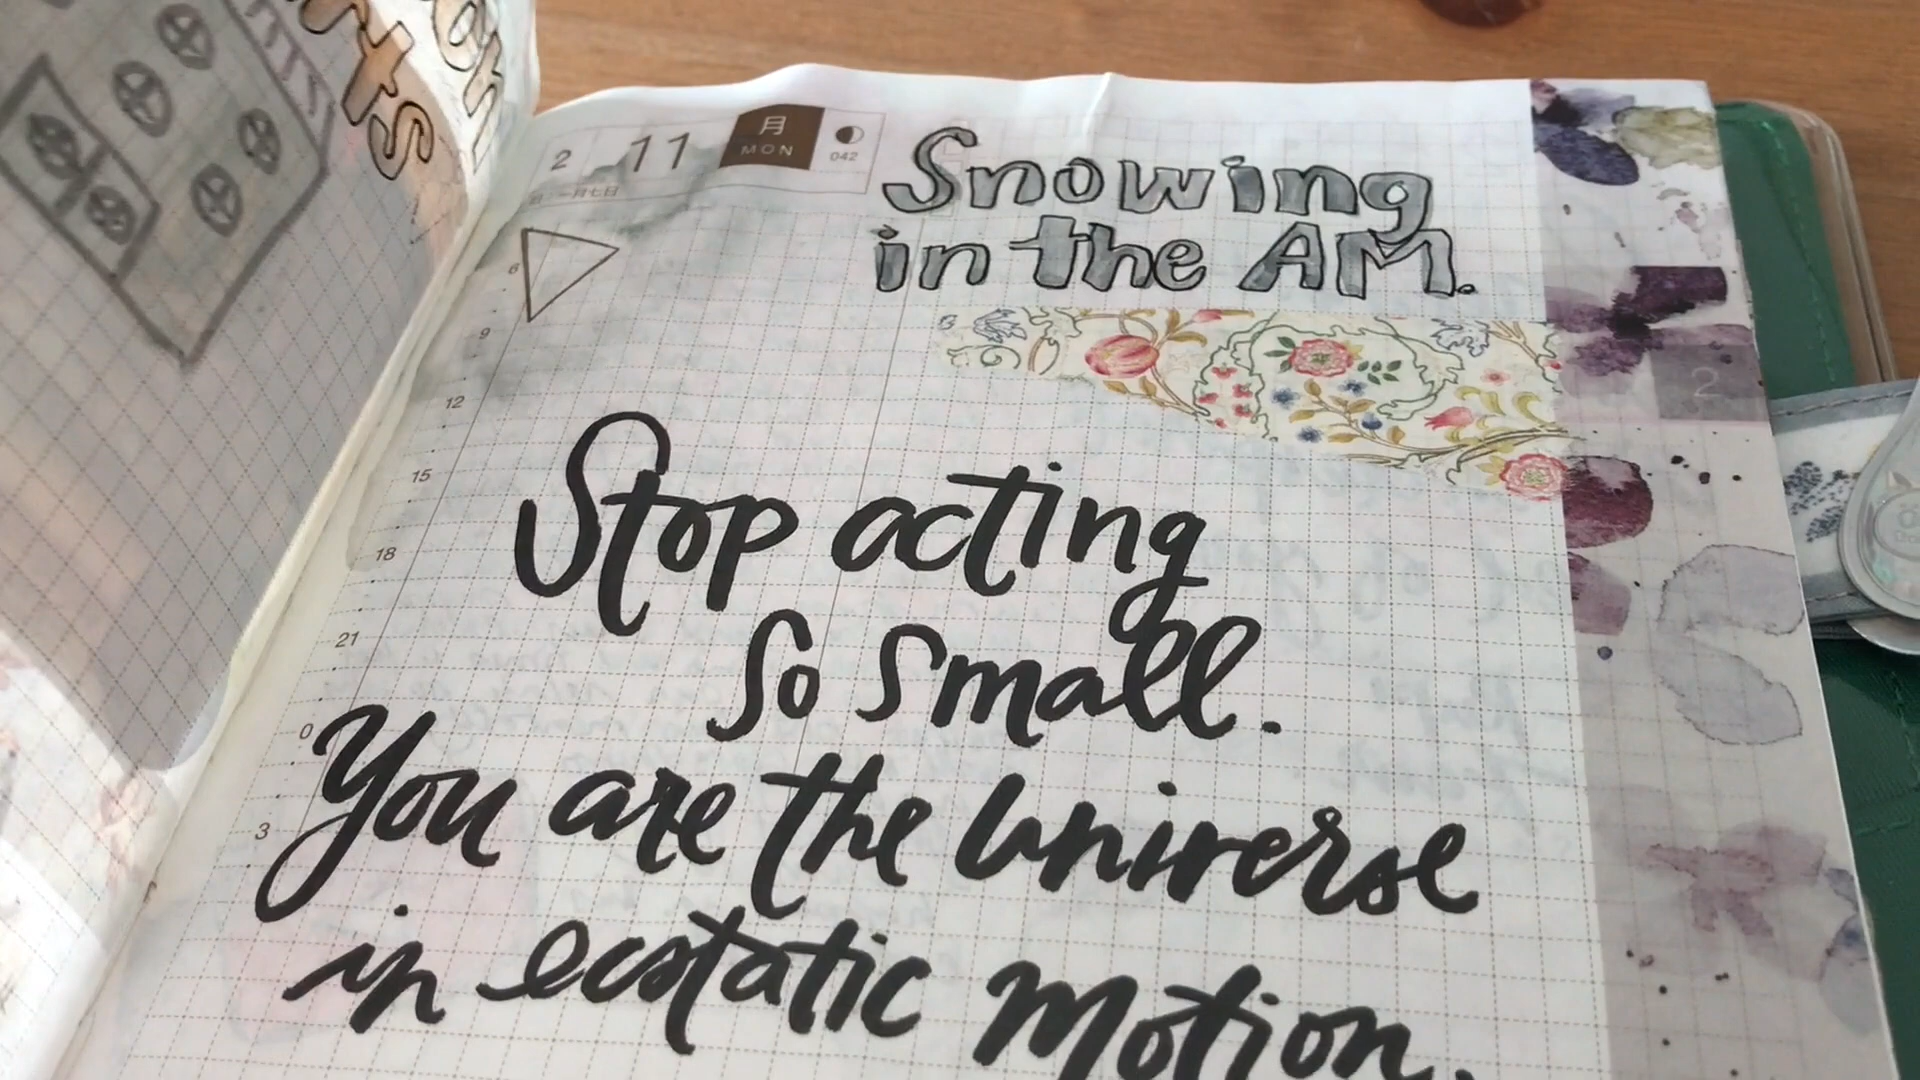 2 11 月 MON 042
Snowing
in the AM.
6
9
12
15
18
21
0
3
2
Stop acting
So Small.
You are the Universe
in ecstatic Motion.